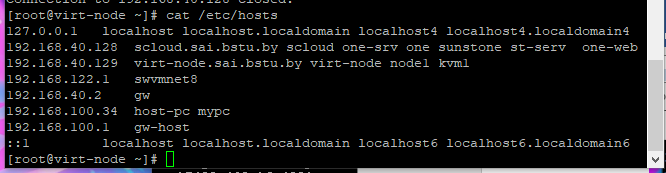 [root@virt-node ~]# cat /etc/hosts
127.0.0.1   localhost localhost.localdomain localhost4 localhost4.localdomain4
192.168.40.128  scloud.sai.bstu.by scloud one-srv one sunstone st-serv  one-web
192.168.40.129  virt-node.sai.bstu.by virt-node node1 kvm1
192.168.122.1  swvmnet8
192.168.40.2  gw
192.168.100.34  host-pc mypc
192.168.100.1  gw-host
::1         localhost localhost.localdomain localhost6 localhost6.localdomain6
[root@virt-node ~]#